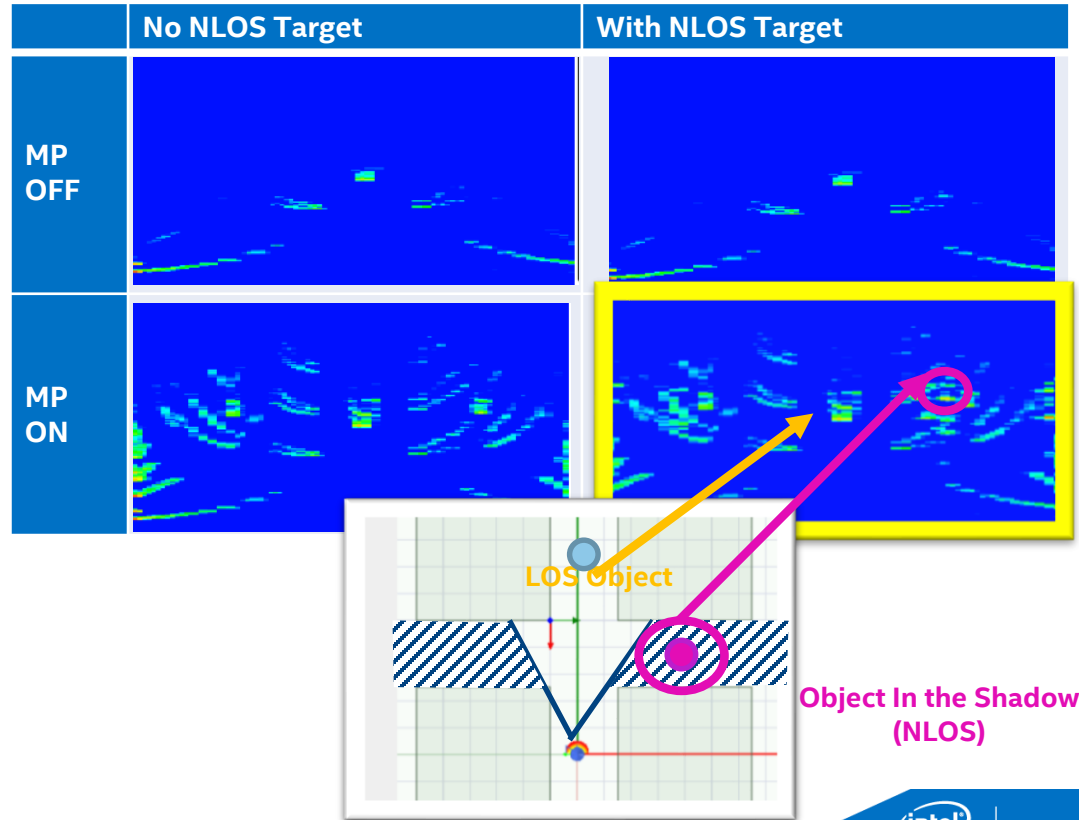 No NLOS Target
With NLOS Target
MP
OFF
MP
ON
LOS Object
Object In the Shadow
(NLOS)
(intel)